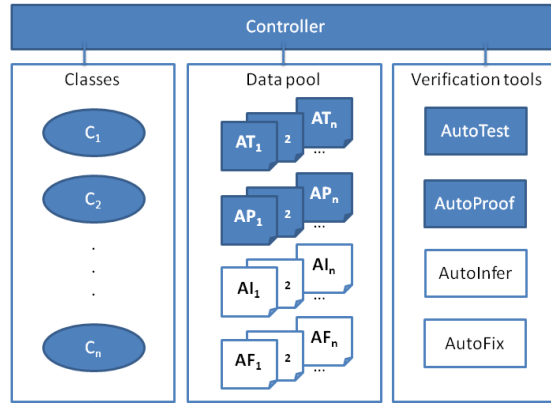 Controller
Classes
C1
C2
.
.
.
Cn
Data pool
AT1 2 ATn
...
AP1 2 APn
...
AI1 2 AIn
...
AF1 2 AFn
...
Verification tools
AutoTest
AutoProof
AutoInfer
AutoFix